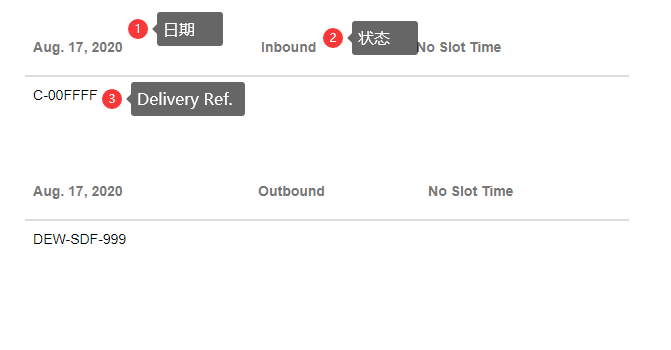 Aug. 17, 2020 1 日期 Inbound 2 状态 No Slot Time
C-00FFFF 3 Delivery Ref.
Aug. 17, 2020 Outbound No Slot Time
DEW-SDF-999